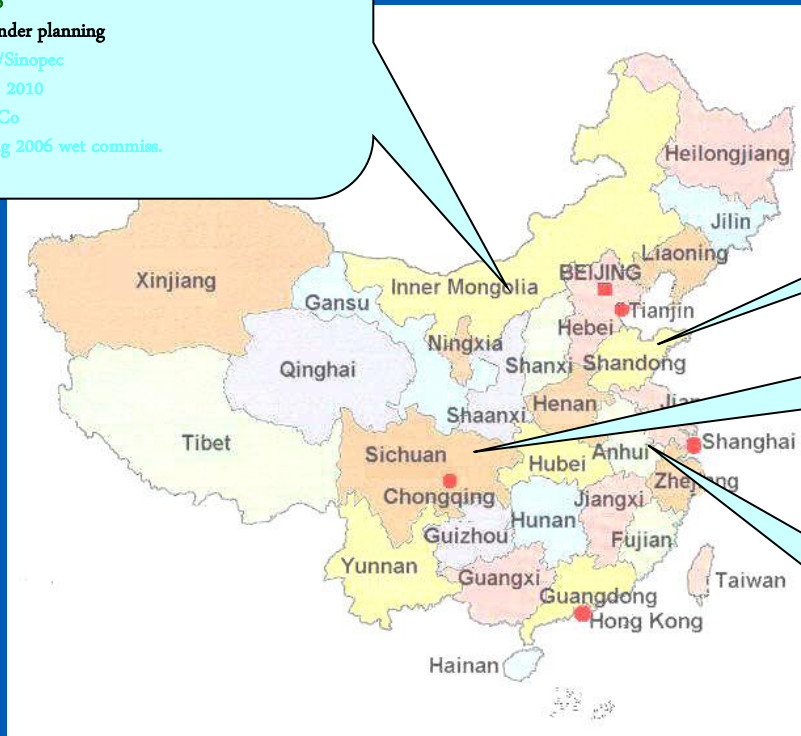 nder planning
/Sinopec
2010
Co
g 2006 wet commiss.
Heilongjiang
Jilin
Liaoning
BEIJING
Xinjiang
Inner Mongolia
Gansu
Tianjin
Hebei
Ningxia
Shanxi
Shandong
Qinghai
Henan
Jian
Shaanxi
Shanghai
Tibet
Sichuan
Anhui
Hubei
Zhejiang
Chongqing
Jiangxi
Hunan
Guizhou
Fujian
Yunnan
Guangxi
Taiwan
Guangdong
Hong Kong
Hainan